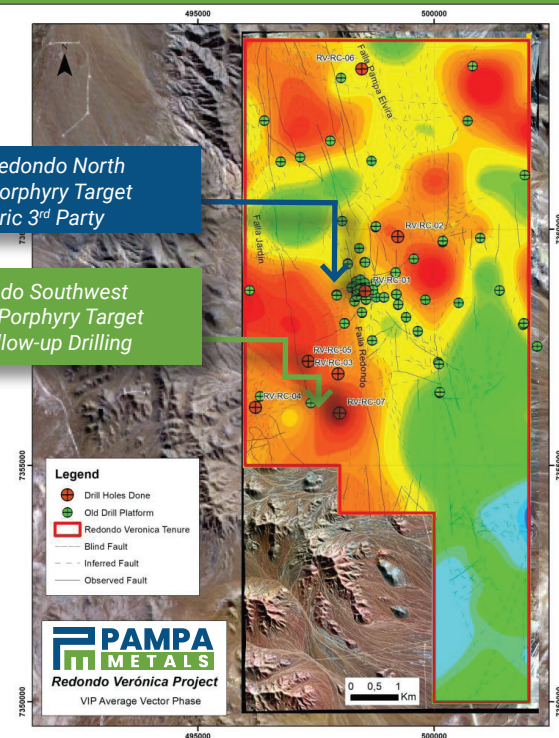 495000
500000
RV-RC-06
Falla Pampa Elvira
edondo North
orphyry Target
ric 3rd Party
Falla Jardin
RV-RC-02
RV-RC-01
do Southwest
Porphyry Target
llow-up Drilling
RV-RC-05
RV-RC-03
Falla Redondo
RV-RC-04
RV-RC-07
7355000
7355000
Legend
Drill Holes Done
Old Drill Platform
Redondo Veronica Tenure
Blind Fault
Inferred Fault
Observed Fault
PAMPA
METALS
Redondo Verónica Project
VIP Average Vector Phase
0 0,5 1
Km
7350000
495000
500000